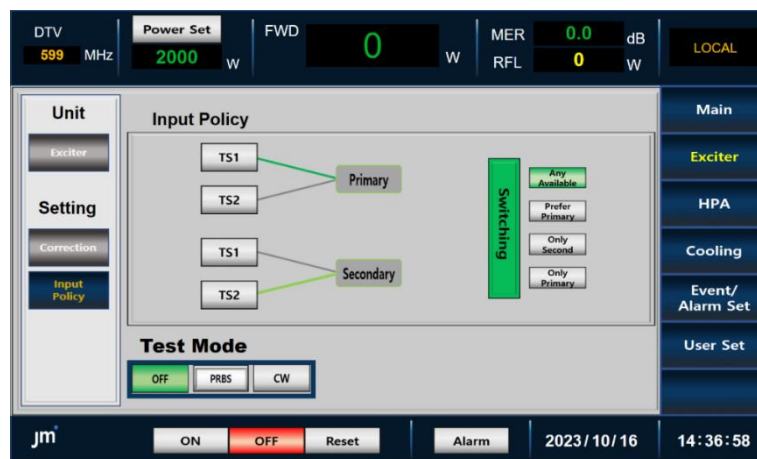 DTV
599 MHz
Power Set
2000 W
FWD
0 W
MER 0.0 dB
RFL 0 W
LOCAL
Unit
Exciter
Setting
Correction
Input
Policy
Input Policy
TS1
TS2
Primary
TS1
TS2
Secondary
Switching
Any
Available
Prefer
Primary
Only
Second
Only
Primary
Test Mode
OFF PRBS CW
Main
Exciter
HPA
Cooling
Event/
Alarm Set
User Set
jm
ON OFF Reset Alarm 2023/10/16 14:36:58